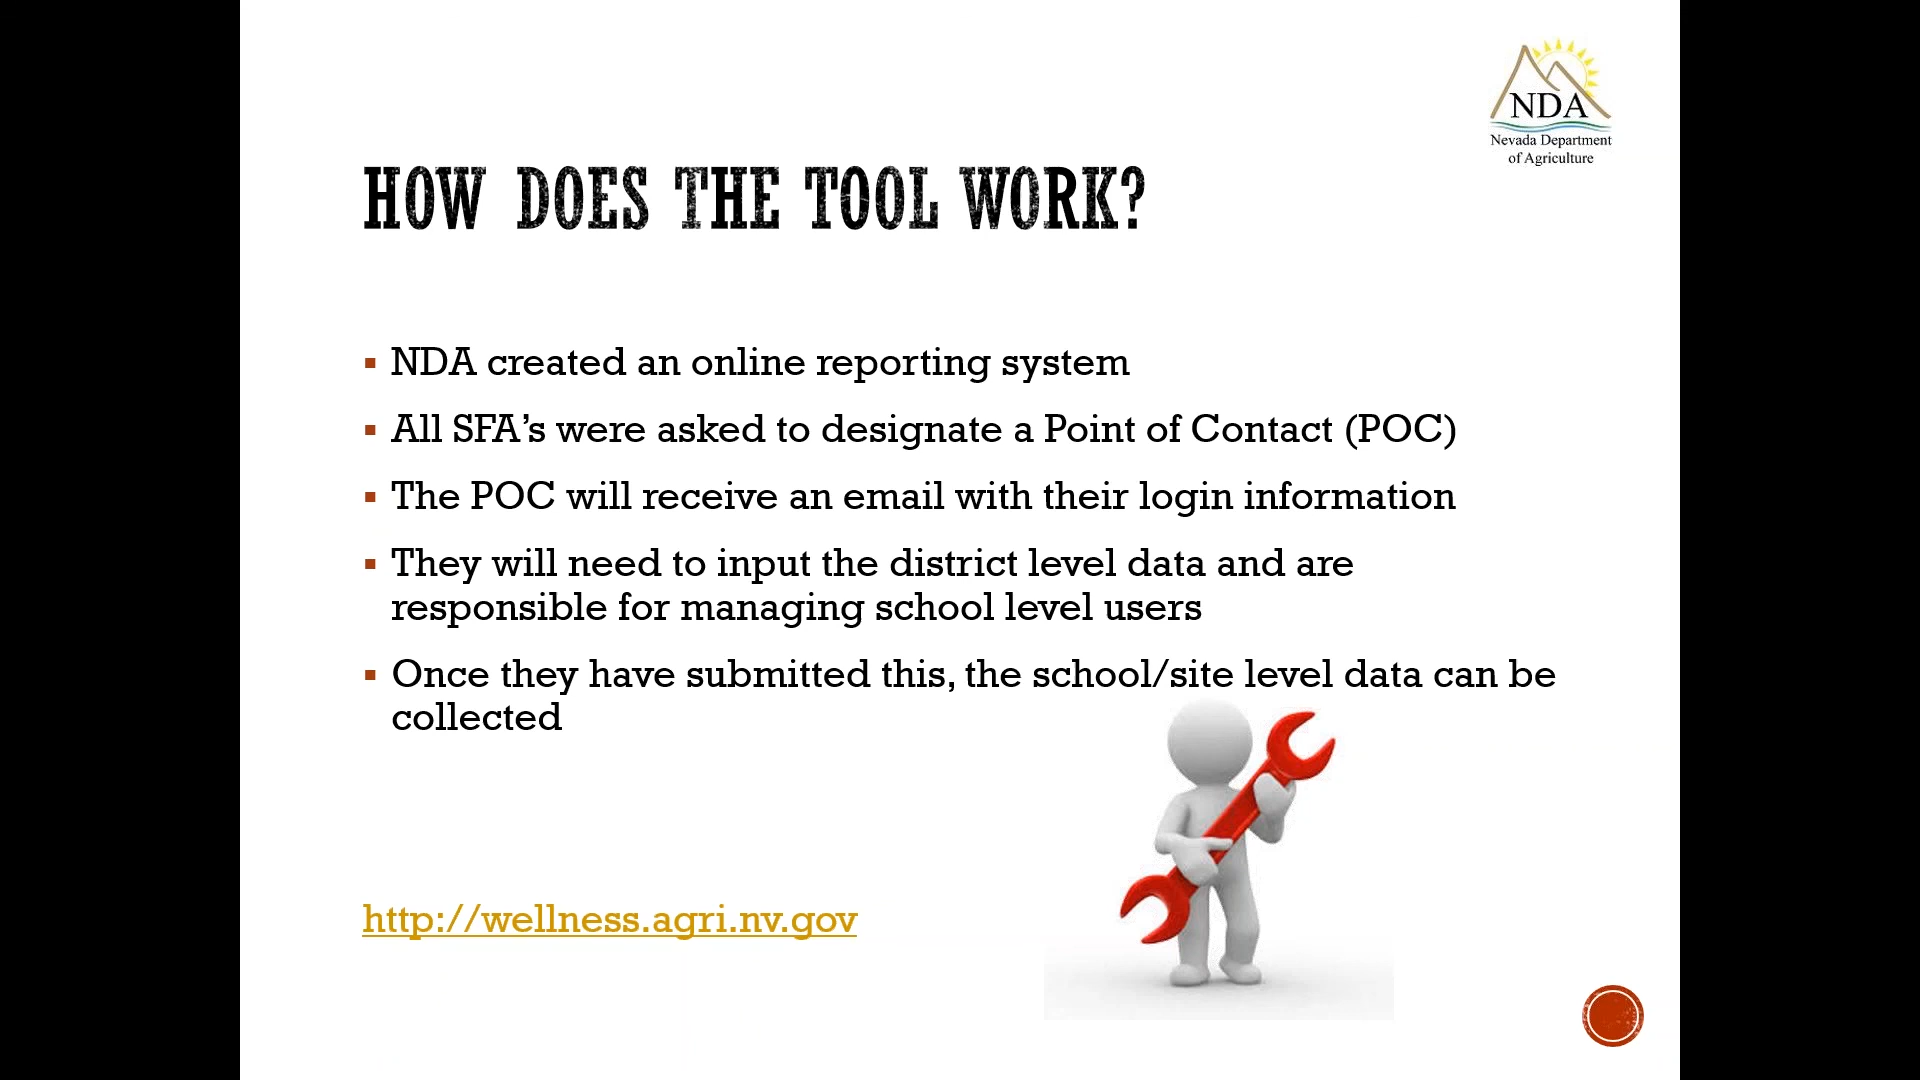 NDA
Nevada Department
of Agriculture
HOW DOES THE TOOL WORK?
▪ NDA created an online reporting system
▪ All SFA’s were asked to designate a Point of Contact (POC)
▪ The POC will receive an email with their login information
▪ They will need to input the district level data and are
responsible for managing school level users
▪ Once they have submitted this, the school/site level data can be
collected
http://wellness.agri.nv.gov